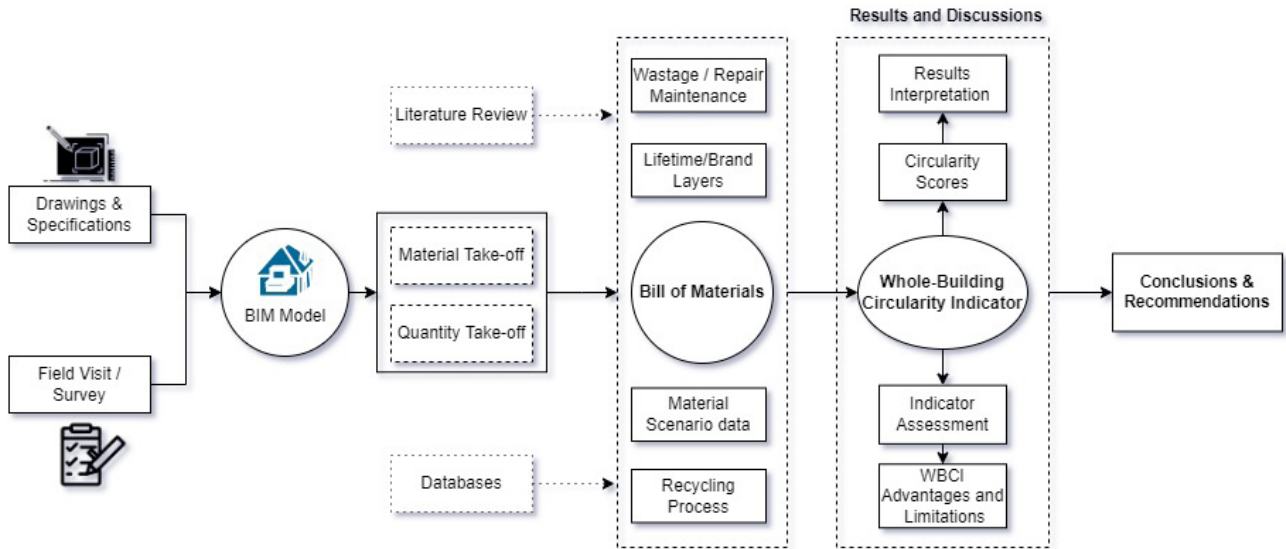 Results and Discussions
Drawings &
Specifications
Field Visit /
Survey
BIM Model
Literature Review
Material Take-off
Quantity Take-off
Databases
Wastage / Repair
Maintenance
Lifetime/Brand
Layers
Bill of Materials
Material
Scenario data
Recycling
Process
Results
Interpretation
Circularity
Scores
Whole-Building
Circularity Indicator
Indicator
Assessment
WBCI
Advantages and
Limitations
Conclusions &
Recommendations